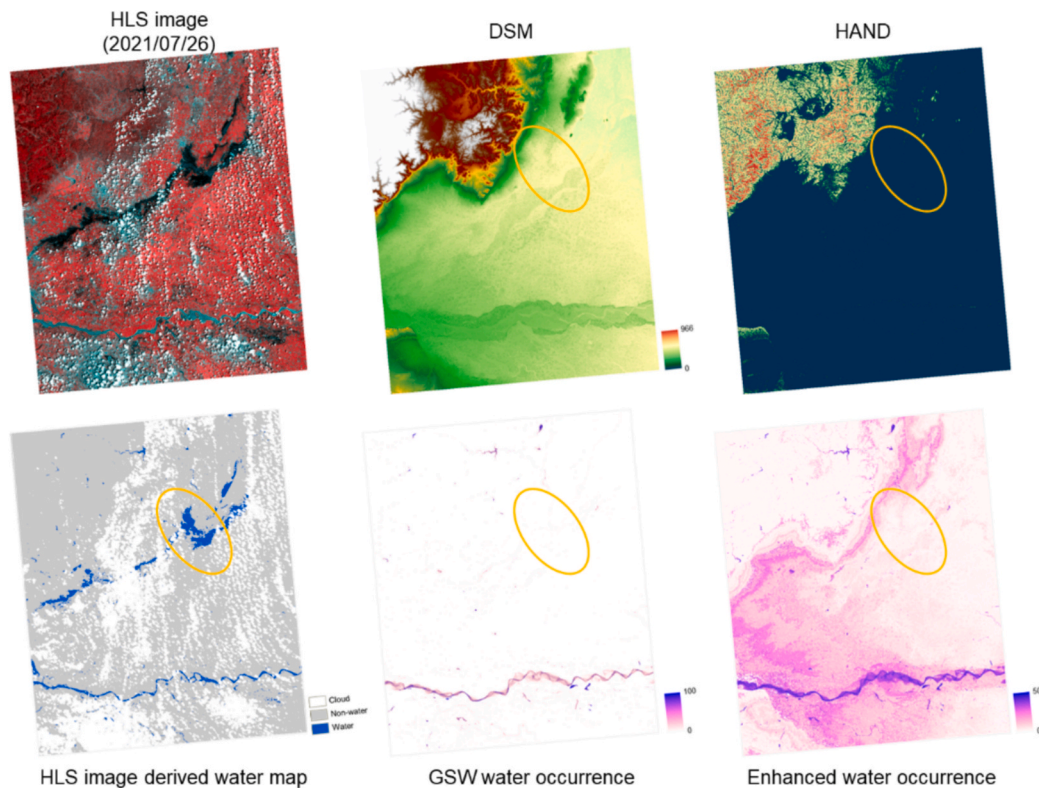 HLS image
(2021/07/26)
DSM
HAND
966
0
Cloud
Non-water
Water
100
0
50
0
HLS image derived water map
GSW water occurrence
Enhanced water occurrence